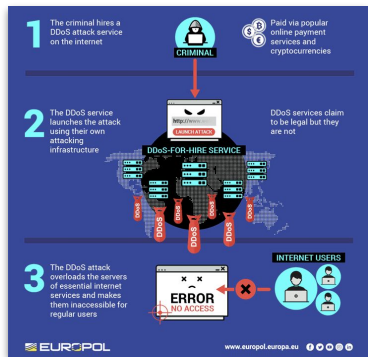 1
The criminal hires a
DDoS attack service
on the internet
CRIMINAL
Paid via popular
online payment
services and
cryptocurrencies
2
The DDoS service
launches the attack
using their own
attacking
infrastructure
http://www.
LAUNCH ATTACK
DDoS-FOR-HIRE SERVICE
DDoS services claim
to be legal but they
are not
DDoS
DDoS
DDoS
DDoS
DDoS
DDoS
DDoS
3
The DDoS attack
overloads the servers
of essential internet
services and makes
them inaccessible for
regular users
ERROR
NO ACCESS
INTERNET USERS
EUROPOL
www.europol.europa.eu